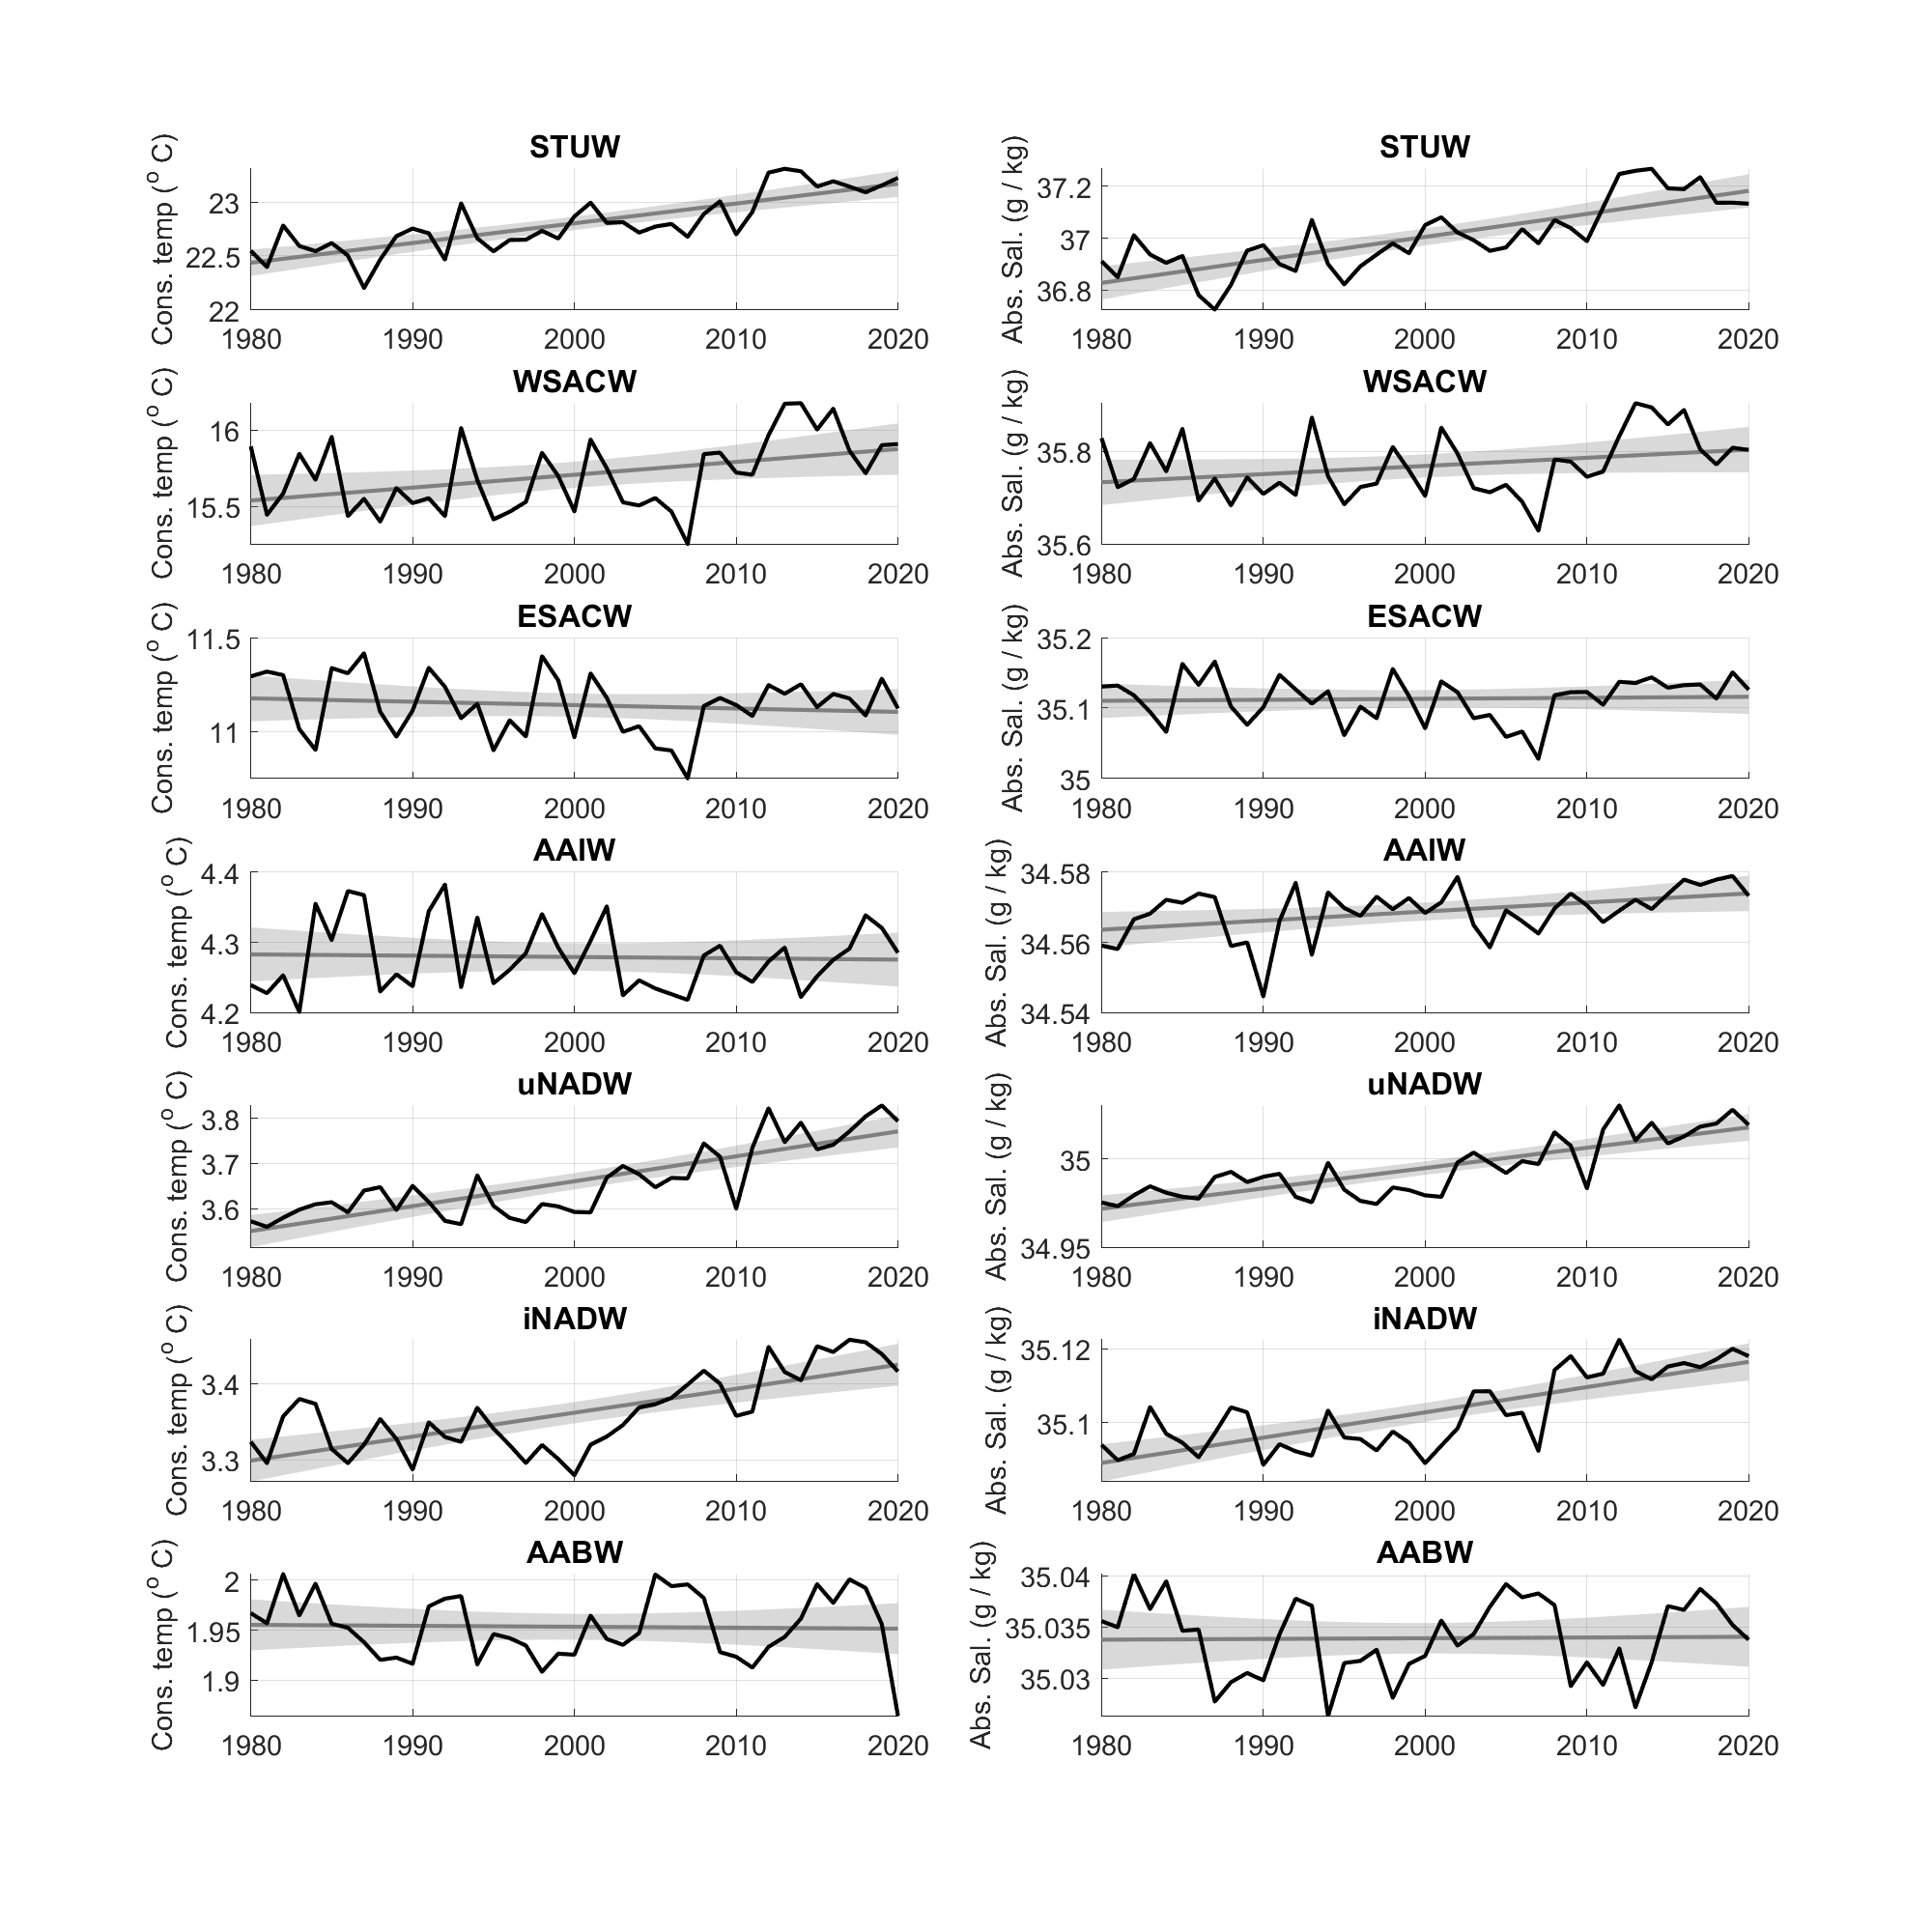 STUW
Cons. temp (° C)
23
22.5
22
1980 1990 2000 2010 2020
STUW
Abs. Sal. (g / kg)
37.2
37
36.8
1980 1990 2000 2010 2020
WSACW
Cons. temp (° C)
16
15.5
1980 1990 2000 2010 2020
WSACW
Abs. Sal. (g / kg)
35.8
35.6
1980 1990 2000 2010 2020
ESACW
Cons. temp (° C)
11.5
11
1980 1990 2000 2010 2020
ESACW
Abs. Sal. (g / kg)
35.2
35.1
35
1980 1990 2000 2010 2020
AAIW
Cons. temp (° C)
4.4
4.3
4.2
1980 1990 2000 2010 2020
AAIW
Abs. Sal. (g / kg)
34.58
34.56
34.54
1980 1990 2000 2010 2020
uNADW
Cons. temp (° C)
3.8
3.7
3.6
1980 1990 2000 2010 2020
uNADW
Abs. Sal. (g / kg)
35
34.95
1980 1990 2000 2010 2020
iNADW
Cons. temp (° C)
3.4
3.3
1980 1990 2000 2010 2020
iNADW
Abs. Sal. (g / kg)
35.12
35.1
1980 1990 2000 2010 2020
AABW
Cons. temp (° C)
2
1.95
1.9
1980 1990 2000 2010 2020
AABW
Abs. Sal. (g / kg)
35.04
35.035
35.03
1980 1990 2000 2010 2020